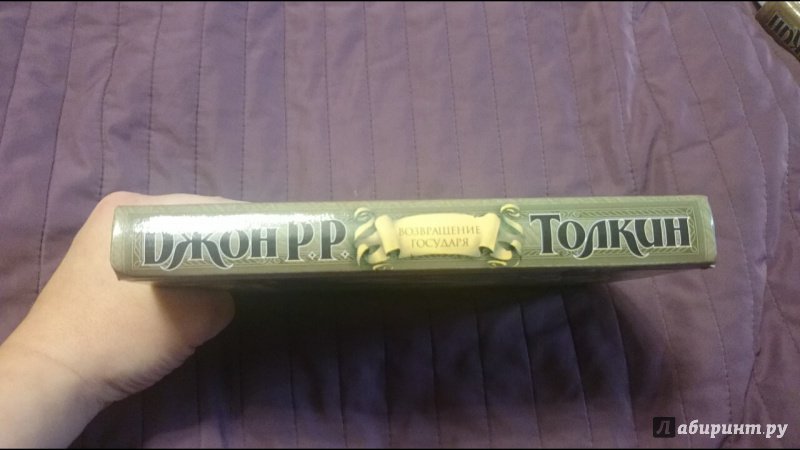 ДЖОН Р.Р.
ВОЗВРАЩЕНИЕ
ГОСУДАРЯ
ТОЛКИН
Лабиринт.ру